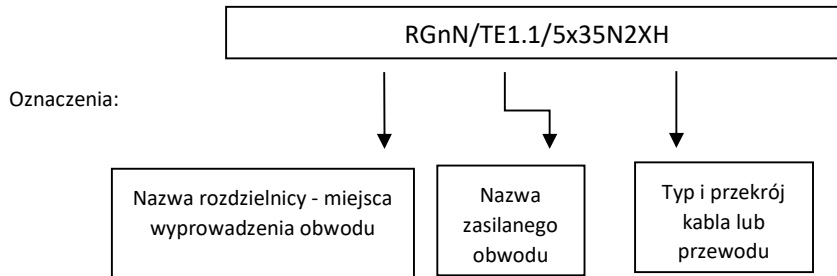 RGnN/TE1.1/5x35N2XH
Oznaczenia:
Nazwa rozdzielnicy - miejsca
wyprowadzenia obwodu
Nazwa
zasilanego
obwodu
Typ i przekrój
kabla lub
przewodu